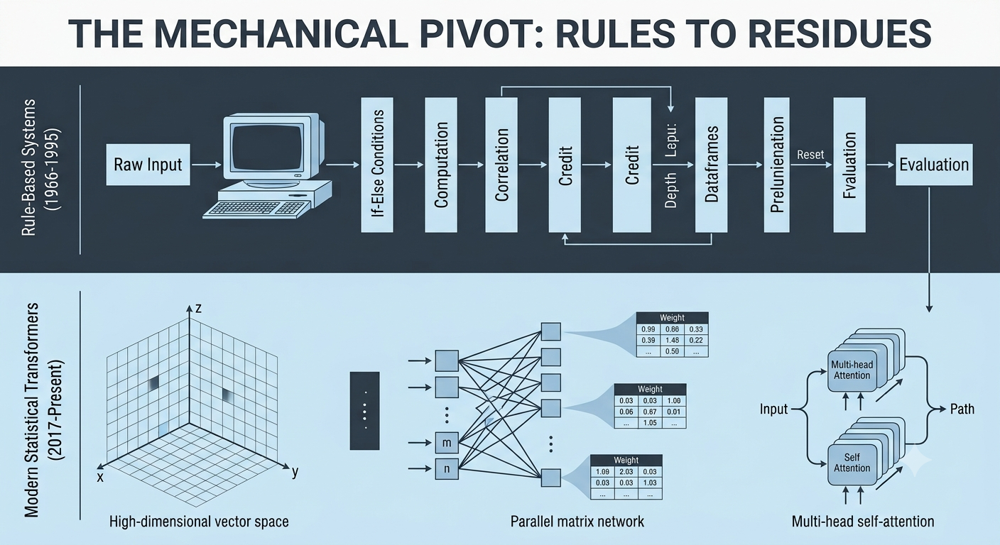 THE MECHANICAL PIVOT: RULES TO RESIDUES
Rule-Based Systems
(1966-1995)
Raw Input
If-Else Conditions
Computation
Correlation
Credit
Credit
Depth Lepu:
Dataframes
Prelunienation
Reset
Fvaluation
Evaluation
Modern Statistical Transformers
(2017-Present)
z
x
y
High-dimensional vector space
m
n
Weight
0.99 0.86 0.33
0.39 1.48 0.22
... 0.50 ...
Weight
0.03 0.03 1.00
0.06 0.67 0.01
... 1.05 ...
Weight
1.09 2.03 0.03
0.03 0.03 1.03
... ... ...
Parallel matrix network
Input
Multi-head
Attention
Self
Attention
Path
Multi-head self-attention